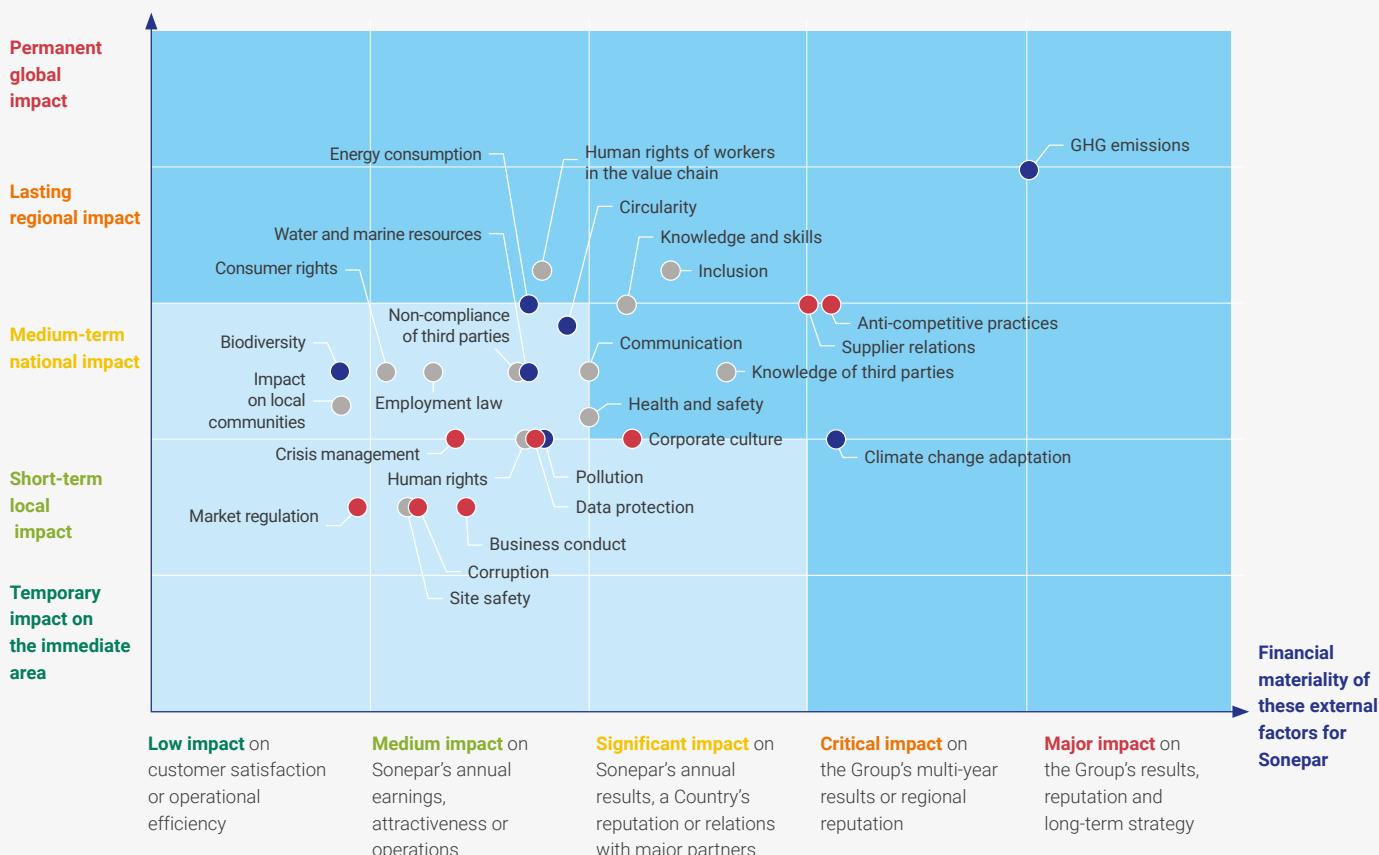 Permanent
global
impact
Lasting
regional impact
Medium-term
national impact
Short-term
local
impact
Temporary
impact on
the immediate
area
Energy consumption
Human rights of workers
in the value chain
GHG emissions
Circularity
Water and marine resources
Knowledge and skills
Consumer rights
Inclusion
Non-compliance
of third parties
Anti-competitive practices
Supplier relations
Biodiversity
Communication
Impact
on local
communities
Knowledge of third parties
Employment law
Health and safety
Crisis management
Corporate culture
Climate change adaptation
Human rights
Pollution
Data protection
Market regulation
Business conduct
Corruption
Site safety
Financial
materiality of
these external
factors for
Sonepar
Low impact on
customer satisfaction
or operational
efficiency
Medium impact on
Sonepar's annual
earnings,
attractiveness or
operations
Significant impact on
Sonepar's annual
results, a Country's
reputation or relations
with major partners
Critical impact on
the Group's multi-year
results or regional
reputation
Major impact on
the Group's results,
reputation and
long-term strategy